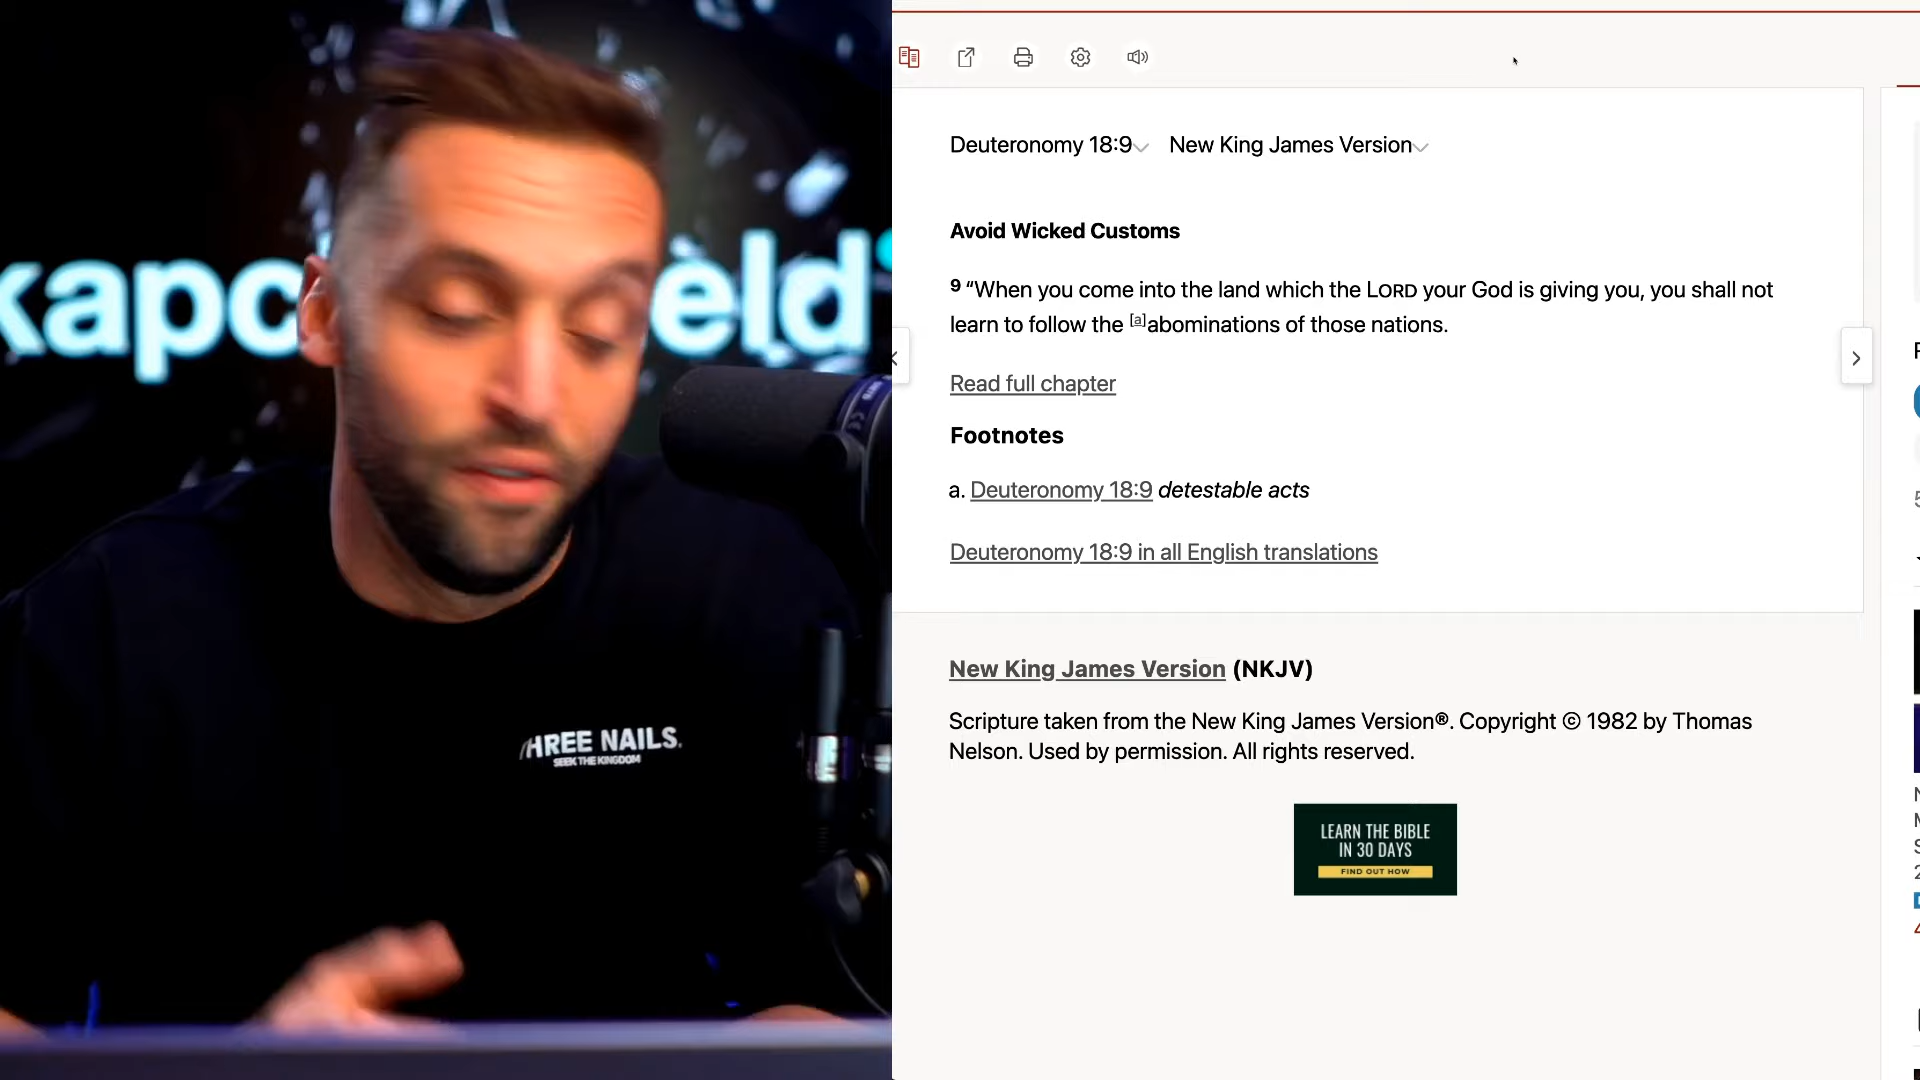 kapc eld
THREE NAILS.
SEEK THE KINGDOM
Deuteronomy 18:9 New King James Version
Avoid Wicked Customs
9 “When you come into the land which the LORD your God is giving you, you shall not
learn to follow the [a]abominations of those nations.
Read full chapter
Footnotes
a. Deuteronomy 18:9 detestable acts
Deuteronomy 18:9 in all English translations
New King James Version (NKJV)
Scripture taken from the New King James Version®. Copyright © 1982 by Thomas
Nelson. Used by permission. All rights reserved.
LEARN THE BIBLE
IN 30 DAYS
FIND OUT HOW